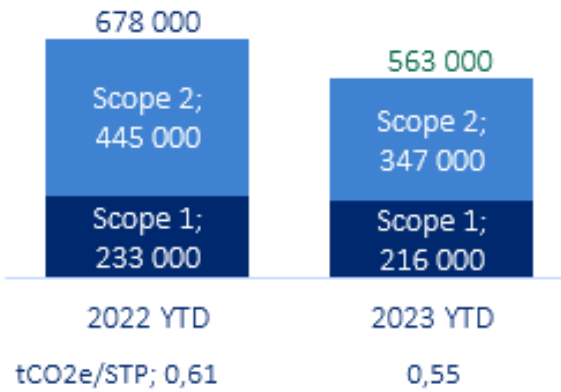 678 000
563 000
Scope 2;
445 000
Scope 2;
347 000
Scope 1;
233 000
Scope 1;
216 000
2022 YTD
2023 YTD
tCO2e/STP; 0,61
0,55